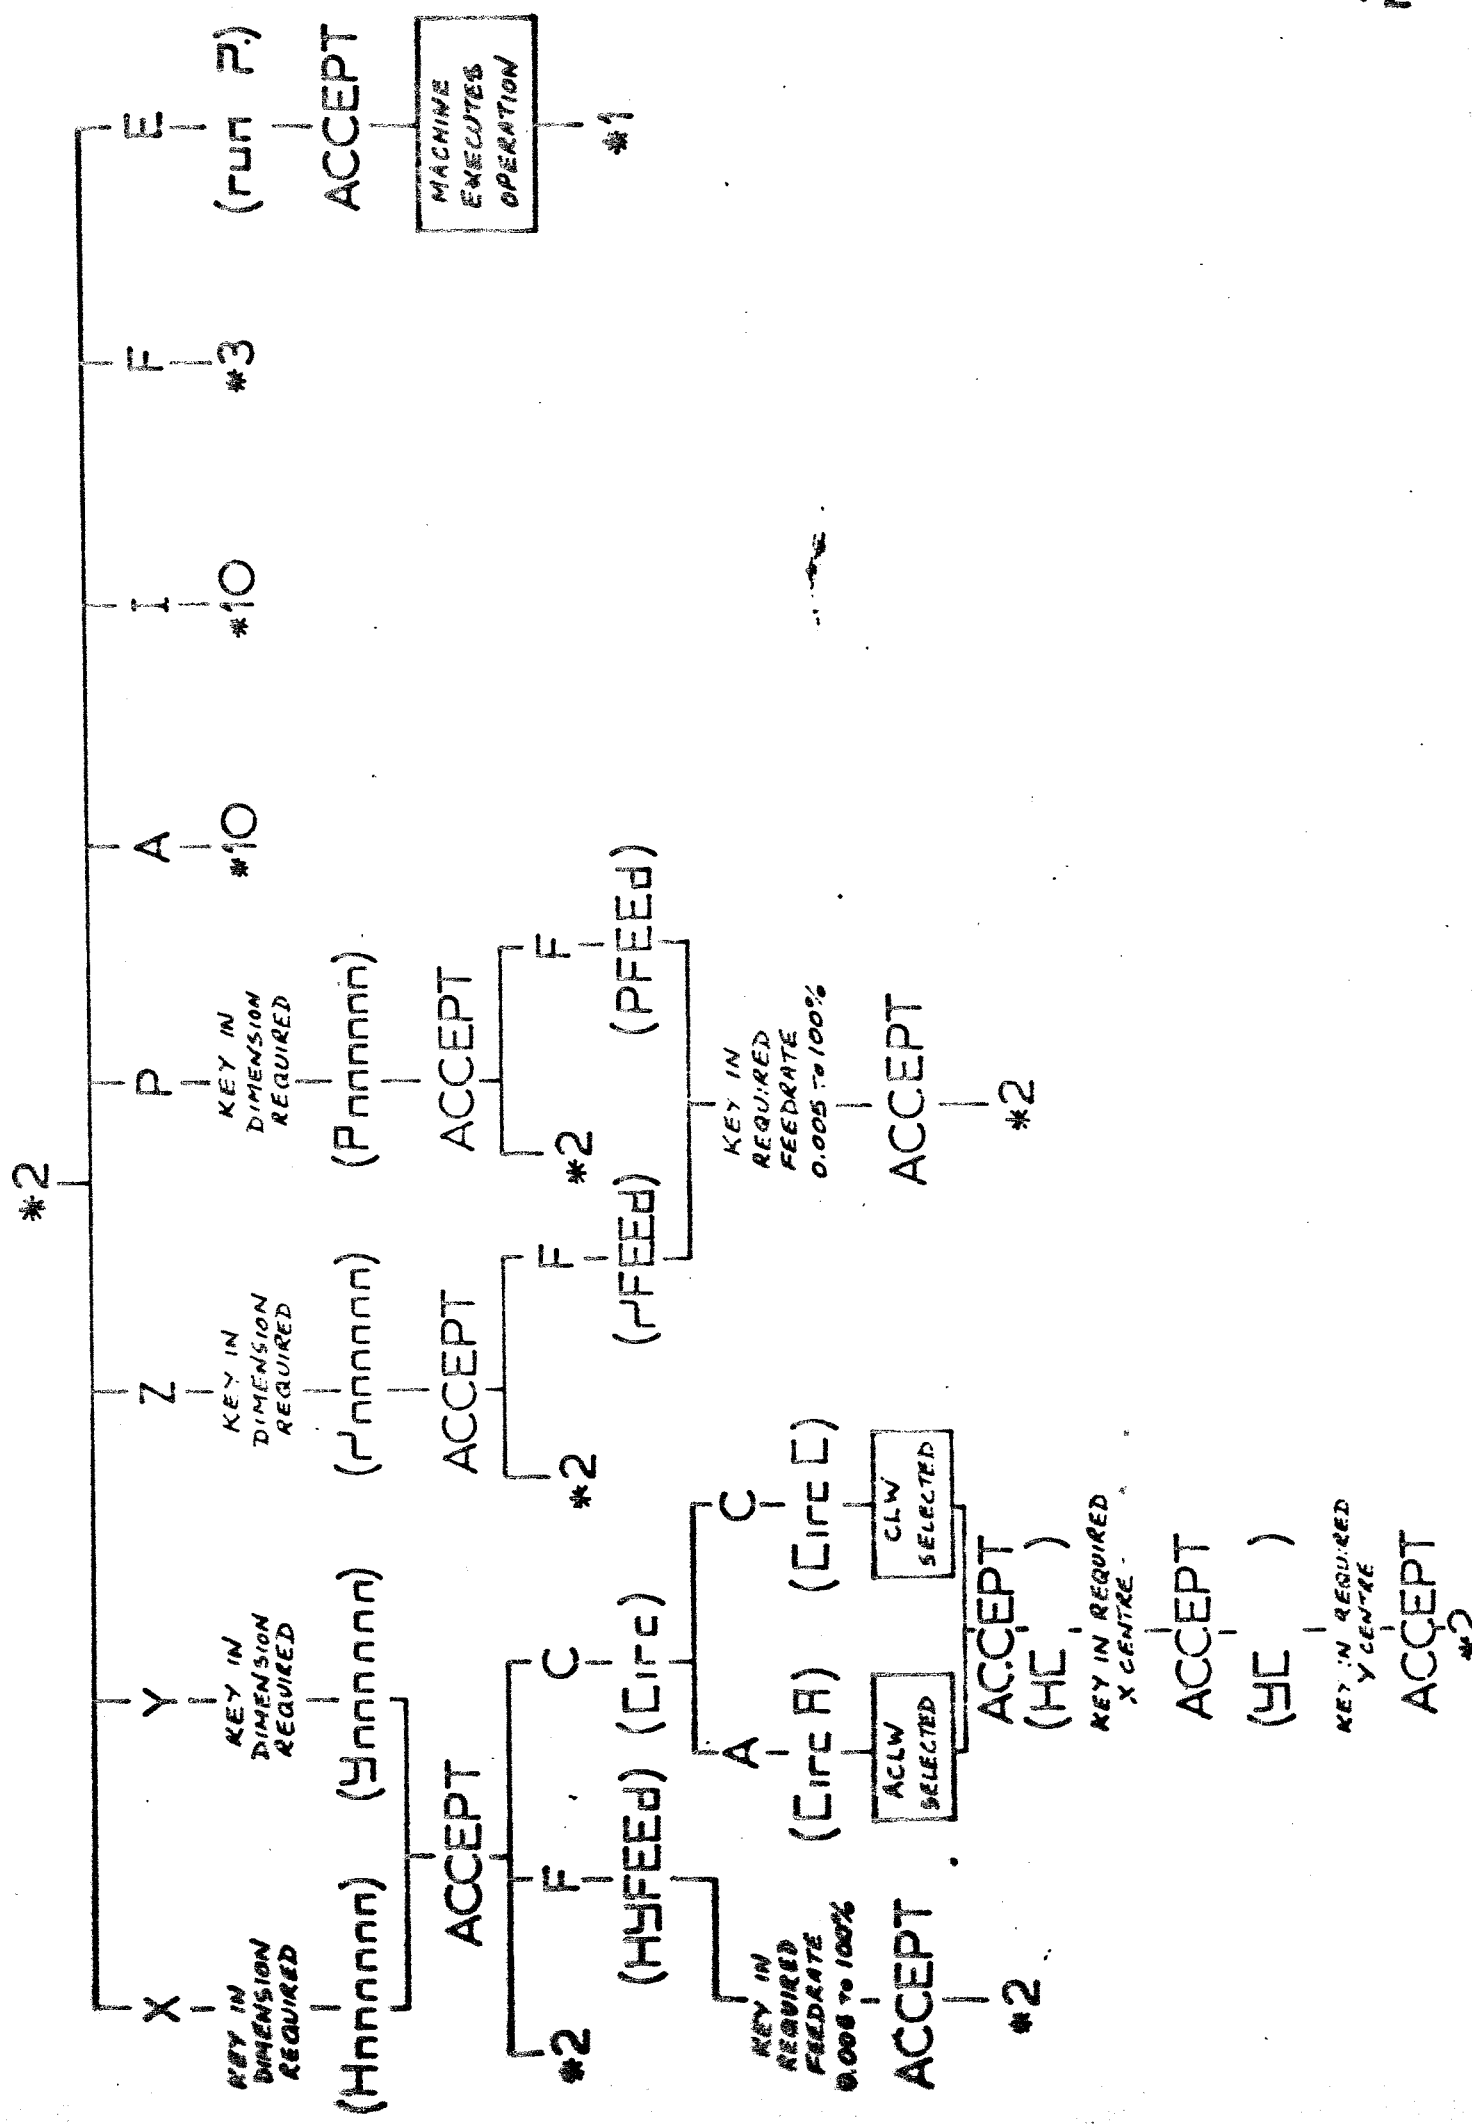 *2
X
Y
Z
P
A
I
F
E
KEY IN
DIMENSION
REQUIRED
KEY IN
DIMENSION
REQUIRED
KEY IN
DIMENSION
REQUIRED
KEY IN
DIMENSION
REQUIRED
*10
*10
*3
(run P.)
(Hnnnnnn)
(Ynnnnnn)
(Pnnnnnn)
ACCEPT
ACCEPT
ACCEPT
ACCEPT
MACHINE
EXECUTES
OPERATION
*1
*2
F
C
*2
F
*2
F
(HYFEEd)
(Circ)
(PFEEd)
KEY IN
REQUIRED
FEEDRATE
0.005 TO 100%
ACCEPT
*2
A
C
(Circ A)
(Circ C)
ACLW
SELECTED
CLW
SELECTED
KEY IN
REQUIRED
FEEDRATE
0.005 TO 100%
ACCEPT
*2
ACCEPT
(HC )
KEY IN REQUIRED
X CENTRE.
ACCEPT
(YC )
KEY IN REQUIRED
Y CENTRE
ACCEPT
*2